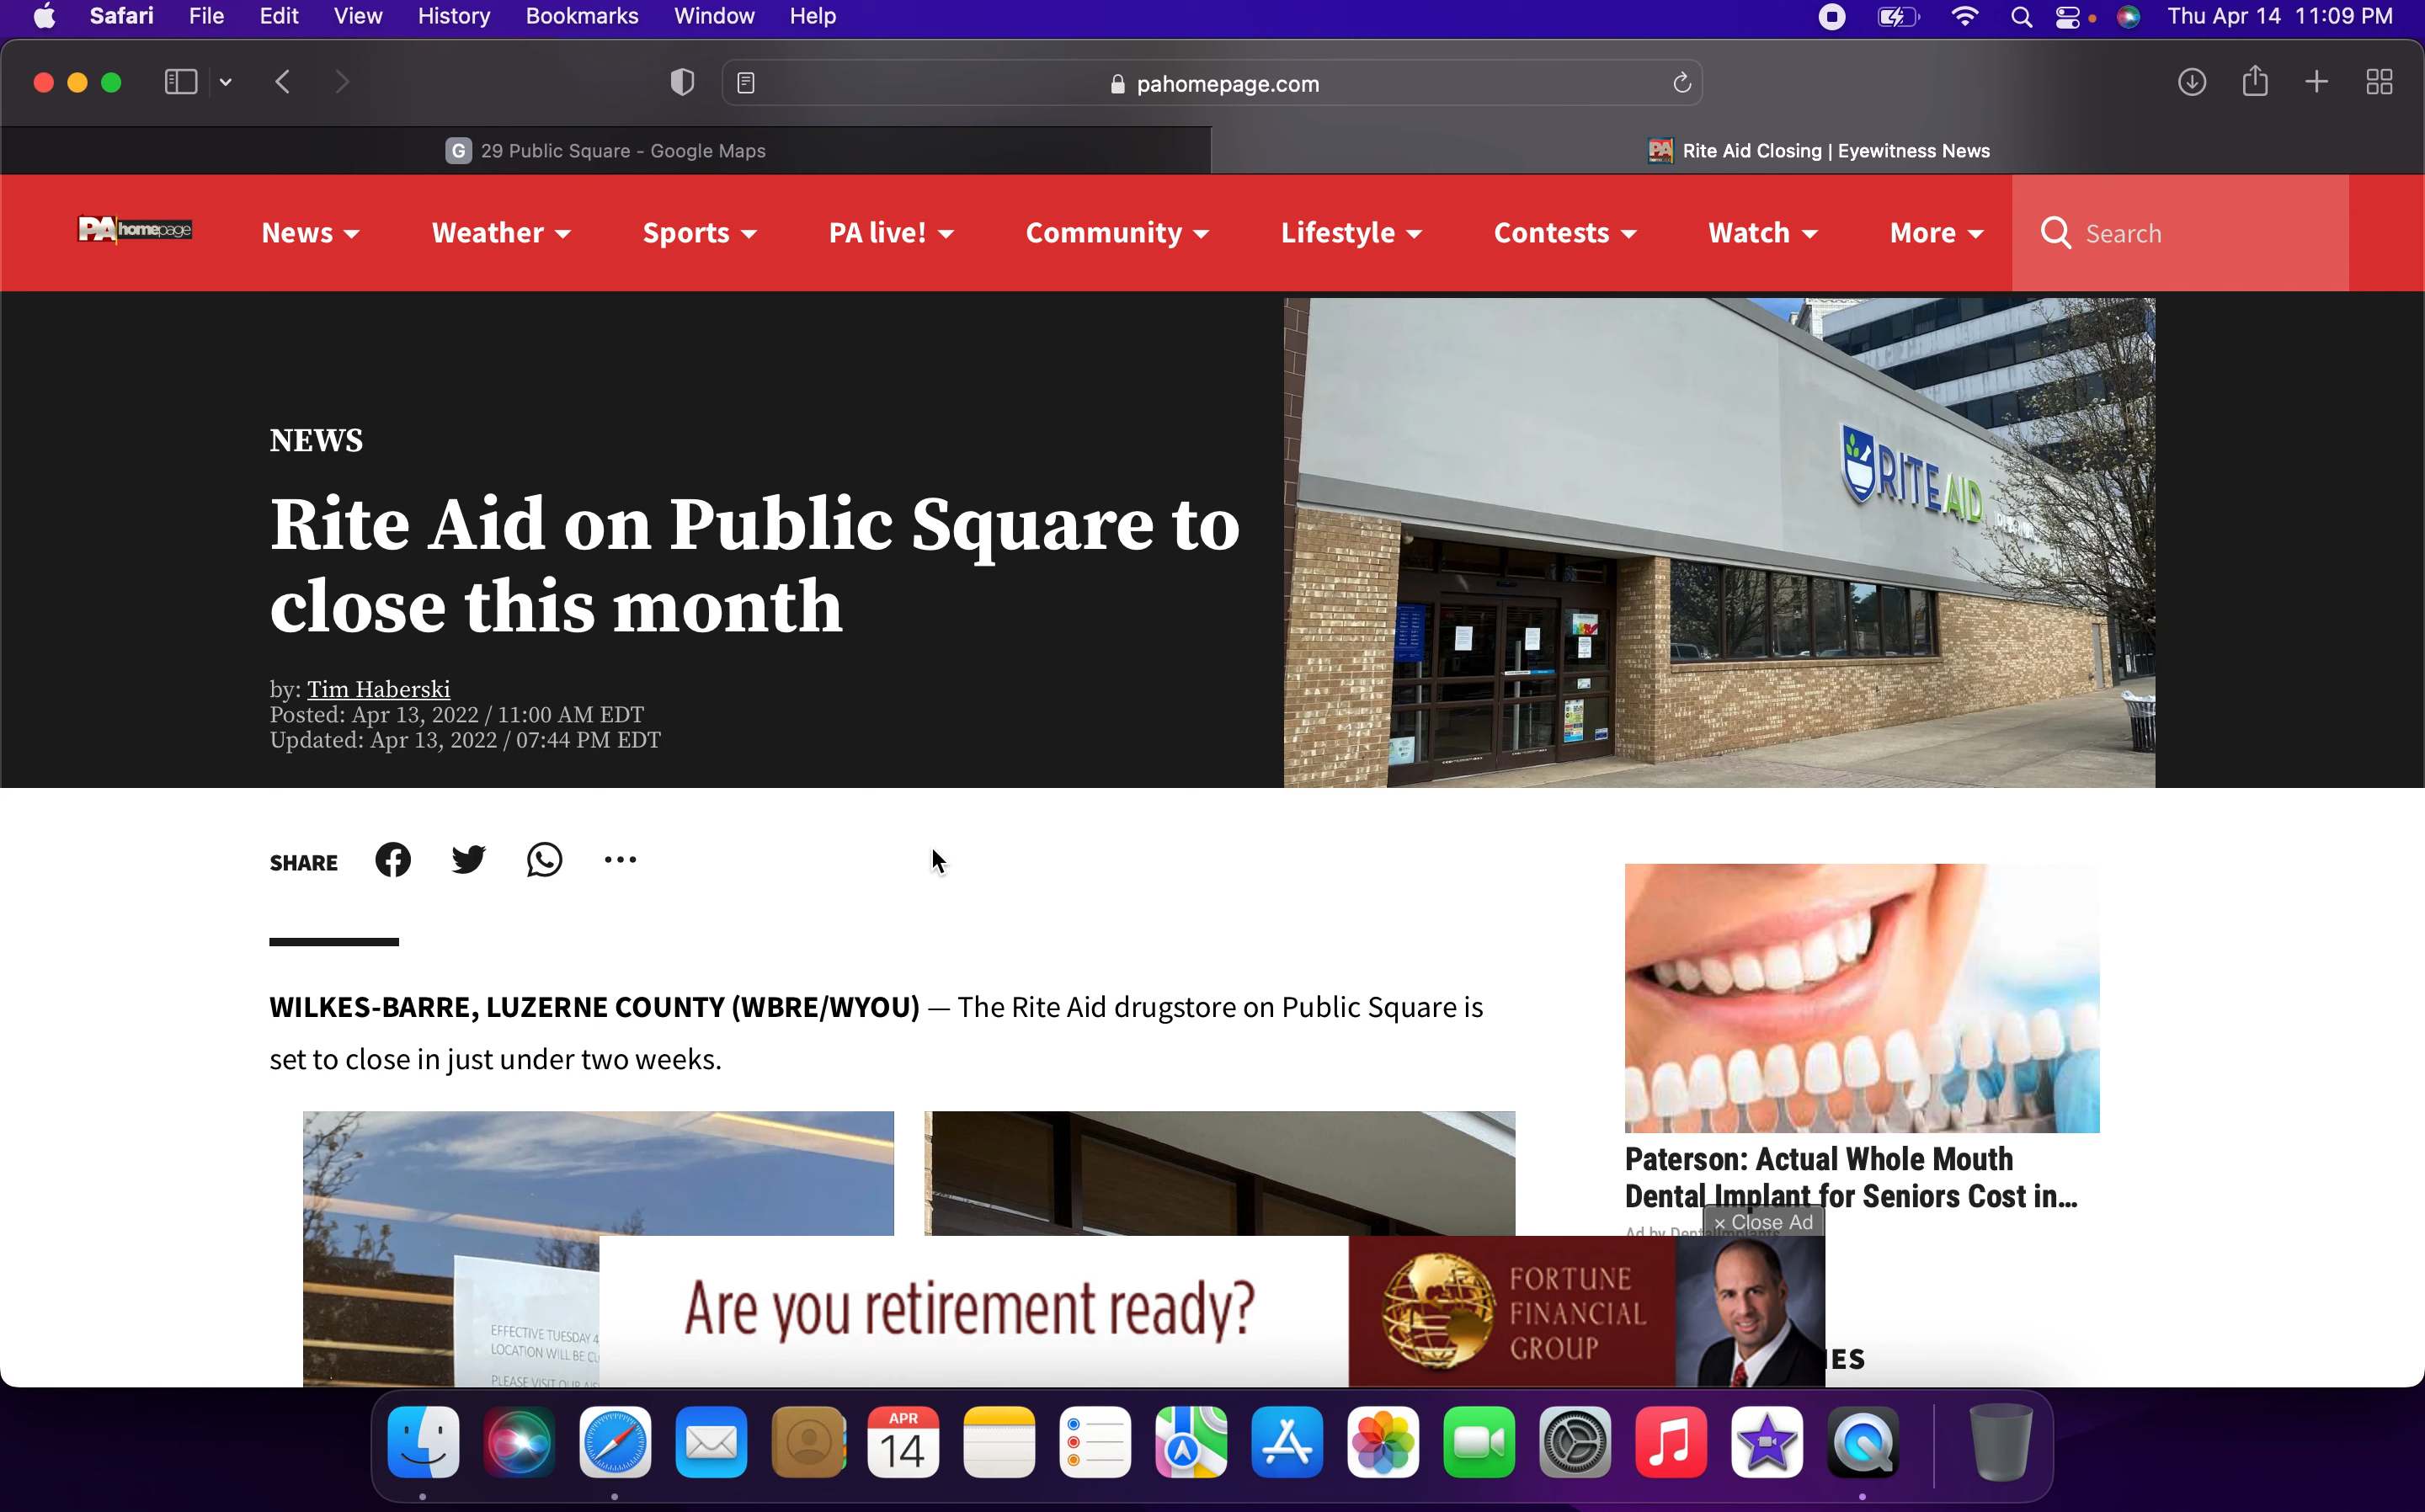 Safari File Edit View History Bookmarks Window Help Thu Apr 14 11:09 PM
pahomepage.com
G 29 Public Square - Google Maps
PA Rite Aid Closing | Eyewitness News
PA homepage News Weather Sports PA live! Community Lifestyle Contests Watch More Search
NEWS
Rite Aid on Public Square to
close this month
by: Tim Haberski
Posted: Apr 13, 2022 / 11:00 AM EDT
Updated: Apr 13, 2022 / 07:44 PM EDT
RITE AID
SHARE
WILKES-BARRE, LUZERNE COUNTY (WBRE/WYOU) — The Rite Aid drugstore on Public Square is
set to close in just under two weeks.
Paterson: Actual Whole Mouth
Dental Implant for Seniors Cost in...
Ad by
× Close Ad
EFFECTIVE TUESDAY 4
LOCATION WILL BE
PLEASE VISIT OUR
Are you retirement ready?
FORTUNE
FINANCIAL
GROUP
IES
APR
14